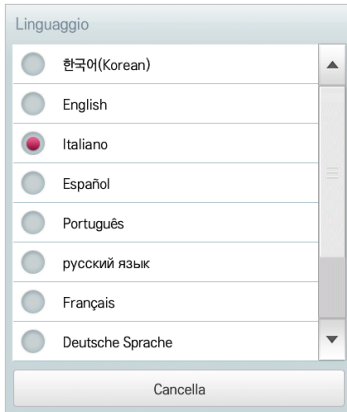 Linguaggio
한국어(Korean)
English
Italiano
Español
Português
русский язык
Français
Deutsche Sprache
Cancella